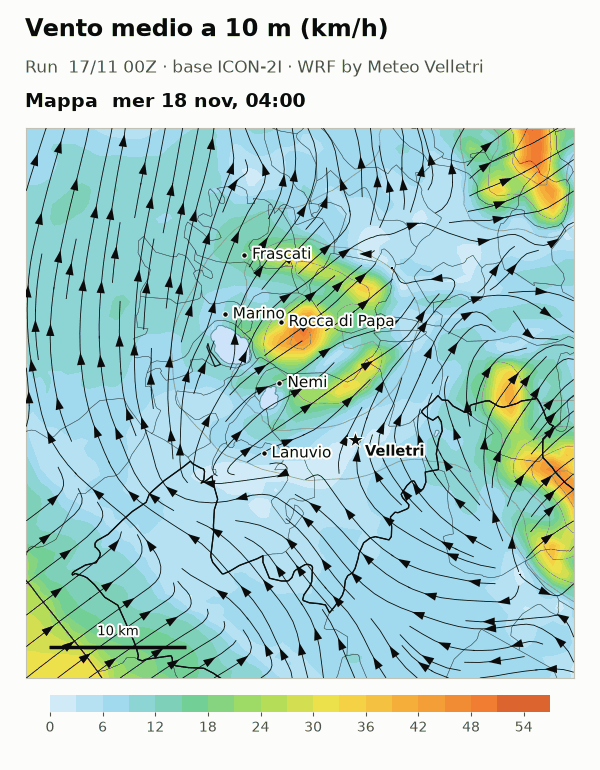 Vento medio a 10 m (km/h)
Run  17/11 00Z · base ICON-2I · WRF by Meteo Velletri
Mappa  mer 18 nov, 04:00
Frascati
Marino
Rocca di Papa
Nemi
Velletri
Lanuvio
10 km
0 6 12 18 24 30 36 42 48 54